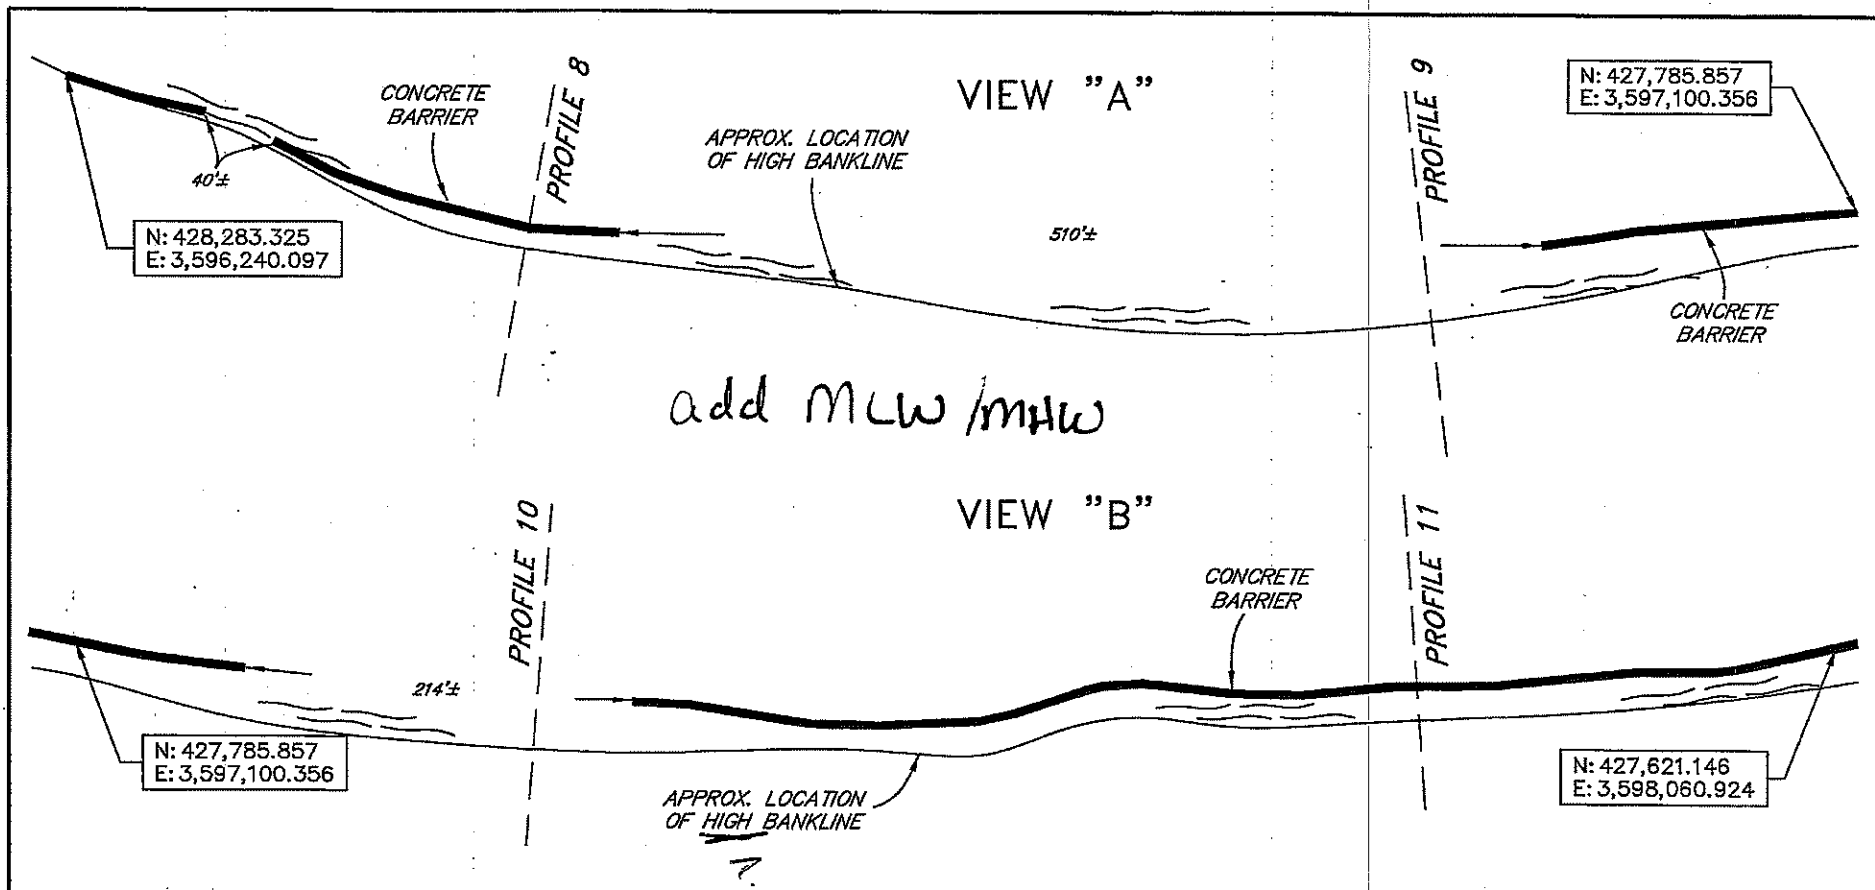 VIEW "A"
PROFILE 8
PROFILE 9
N: 427,785.857
E: 3,597,100.356
CONCRETE
BARRIER
APPROX. LOCATION
OF HIGH BANKLINE
40'±
510'±
N: 428,283.325
E: 3,596,240.097
CONCRETE
BARRIER
add MLW/MHW
VIEW "B"
PROFILE 10
PROFILE 11
CONCRETE
BARRIER
214'±
N: 427,785.857
E: 3,597,100.356
APPROX. LOCATION
OF HIGH BANKLINE
?
N: 427,621.146
E: 3,598,060.924